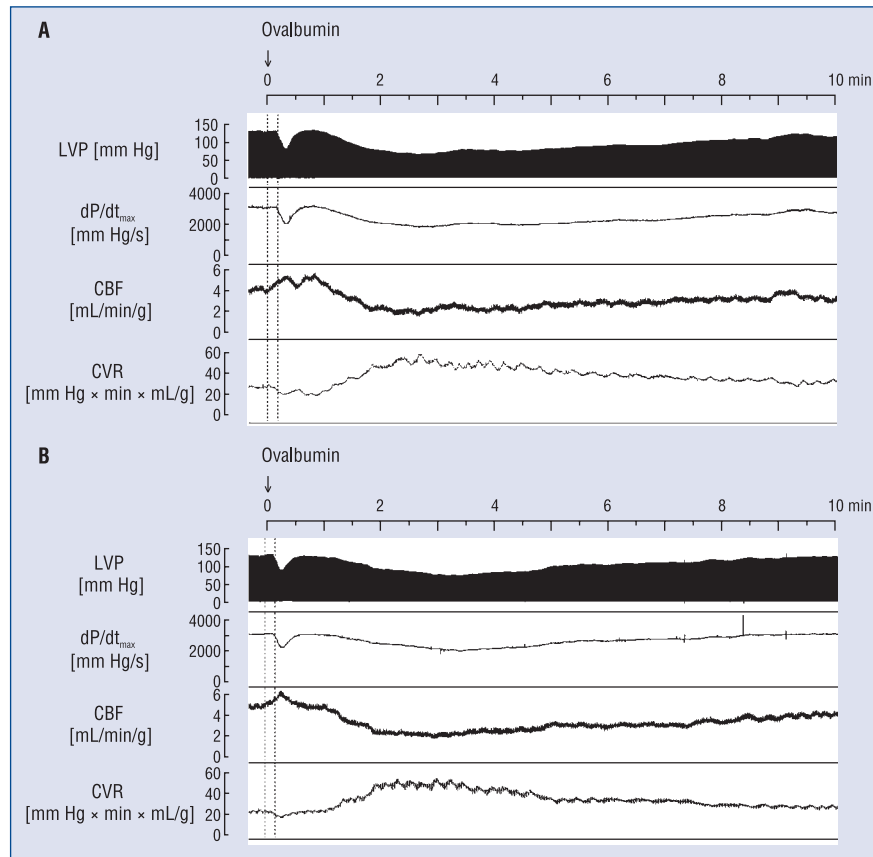 A
Ovalbumin
0 2 4 6 8 10 min
LVP [mm Hg]
150
100
50
0
dP/dtmax
[mm Hg/s]
4000
2000
0
CBF
[mL/min/g]
6
4
2
0
CVR
[mm Hg × min × mL/g]
60
40
20
0
B
Ovalbumin
0 2 4 6 8 10 min
LVP
[mm Hg]
150
100
50
0
dP/dtmax
[mm Hg/s]
4000
2000
0
CBF
[mL/min/g]
6
4
2
0
CVR
[mm Hg × min × mL/g]
60
40
20
0